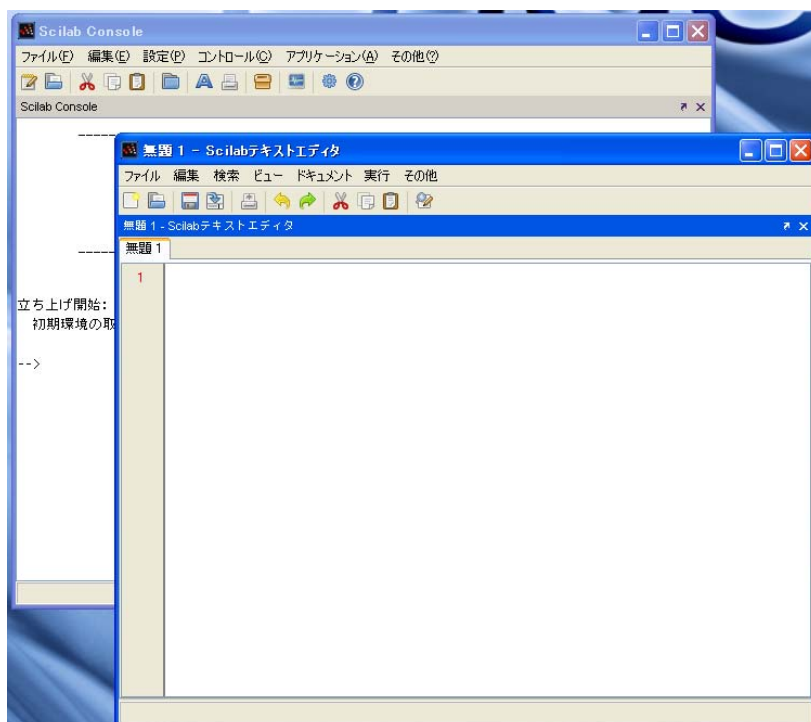 Scilab Console
ファイル(F) 編集(E) 設定(P) コントロール(C) アプリケーション(A) その他(?)
Scilab Console
無題 1 - Scilabテキストエディタ
ファイル 編集 検索 ビュー ドキュメント 実行 その他
無題 1 - Scilabテキストエディタ
無題 1
1
立ち上げ開始:
初期環境の取
-->